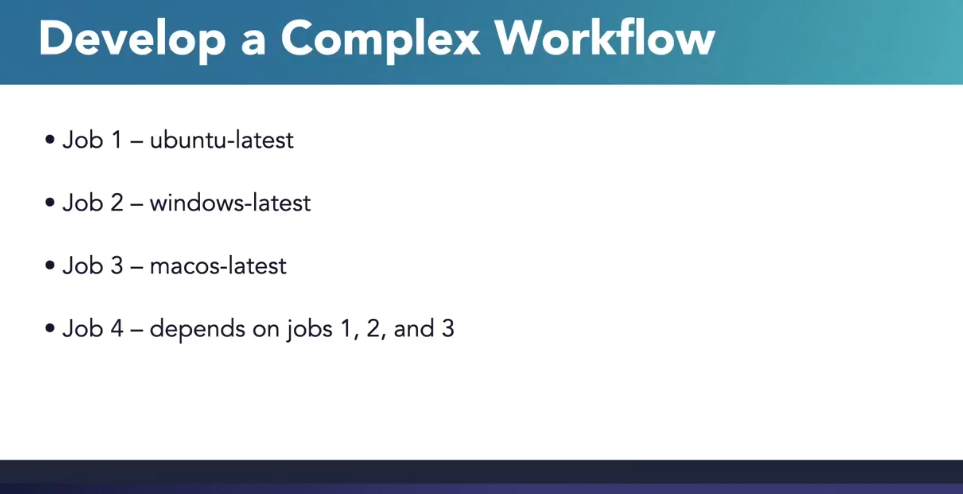 Develop a Complex Workflow
• Job 1 – ubuntu-latest
• Job 2 – windows-latest
• Job 3 – macos-latest
• Job 4 – depends on jobs 1, 2, and 3